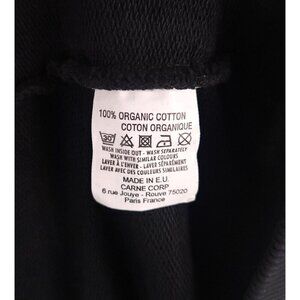 100% ORGANIC COTTON
COTON ORGANIQUE
30°
WASH INSIDE OUT - WASH SEPARATELY
WASH WITH SIMILAR COLOURS
LAVER À L'ENVER - LAVER SÉPARÉMENT
LAVER AVEC DES COULEURS SIMILAIRES
MADE IN E.U.
CARNE CORP
6 rue Jouye - Rouve 75020
Paris France